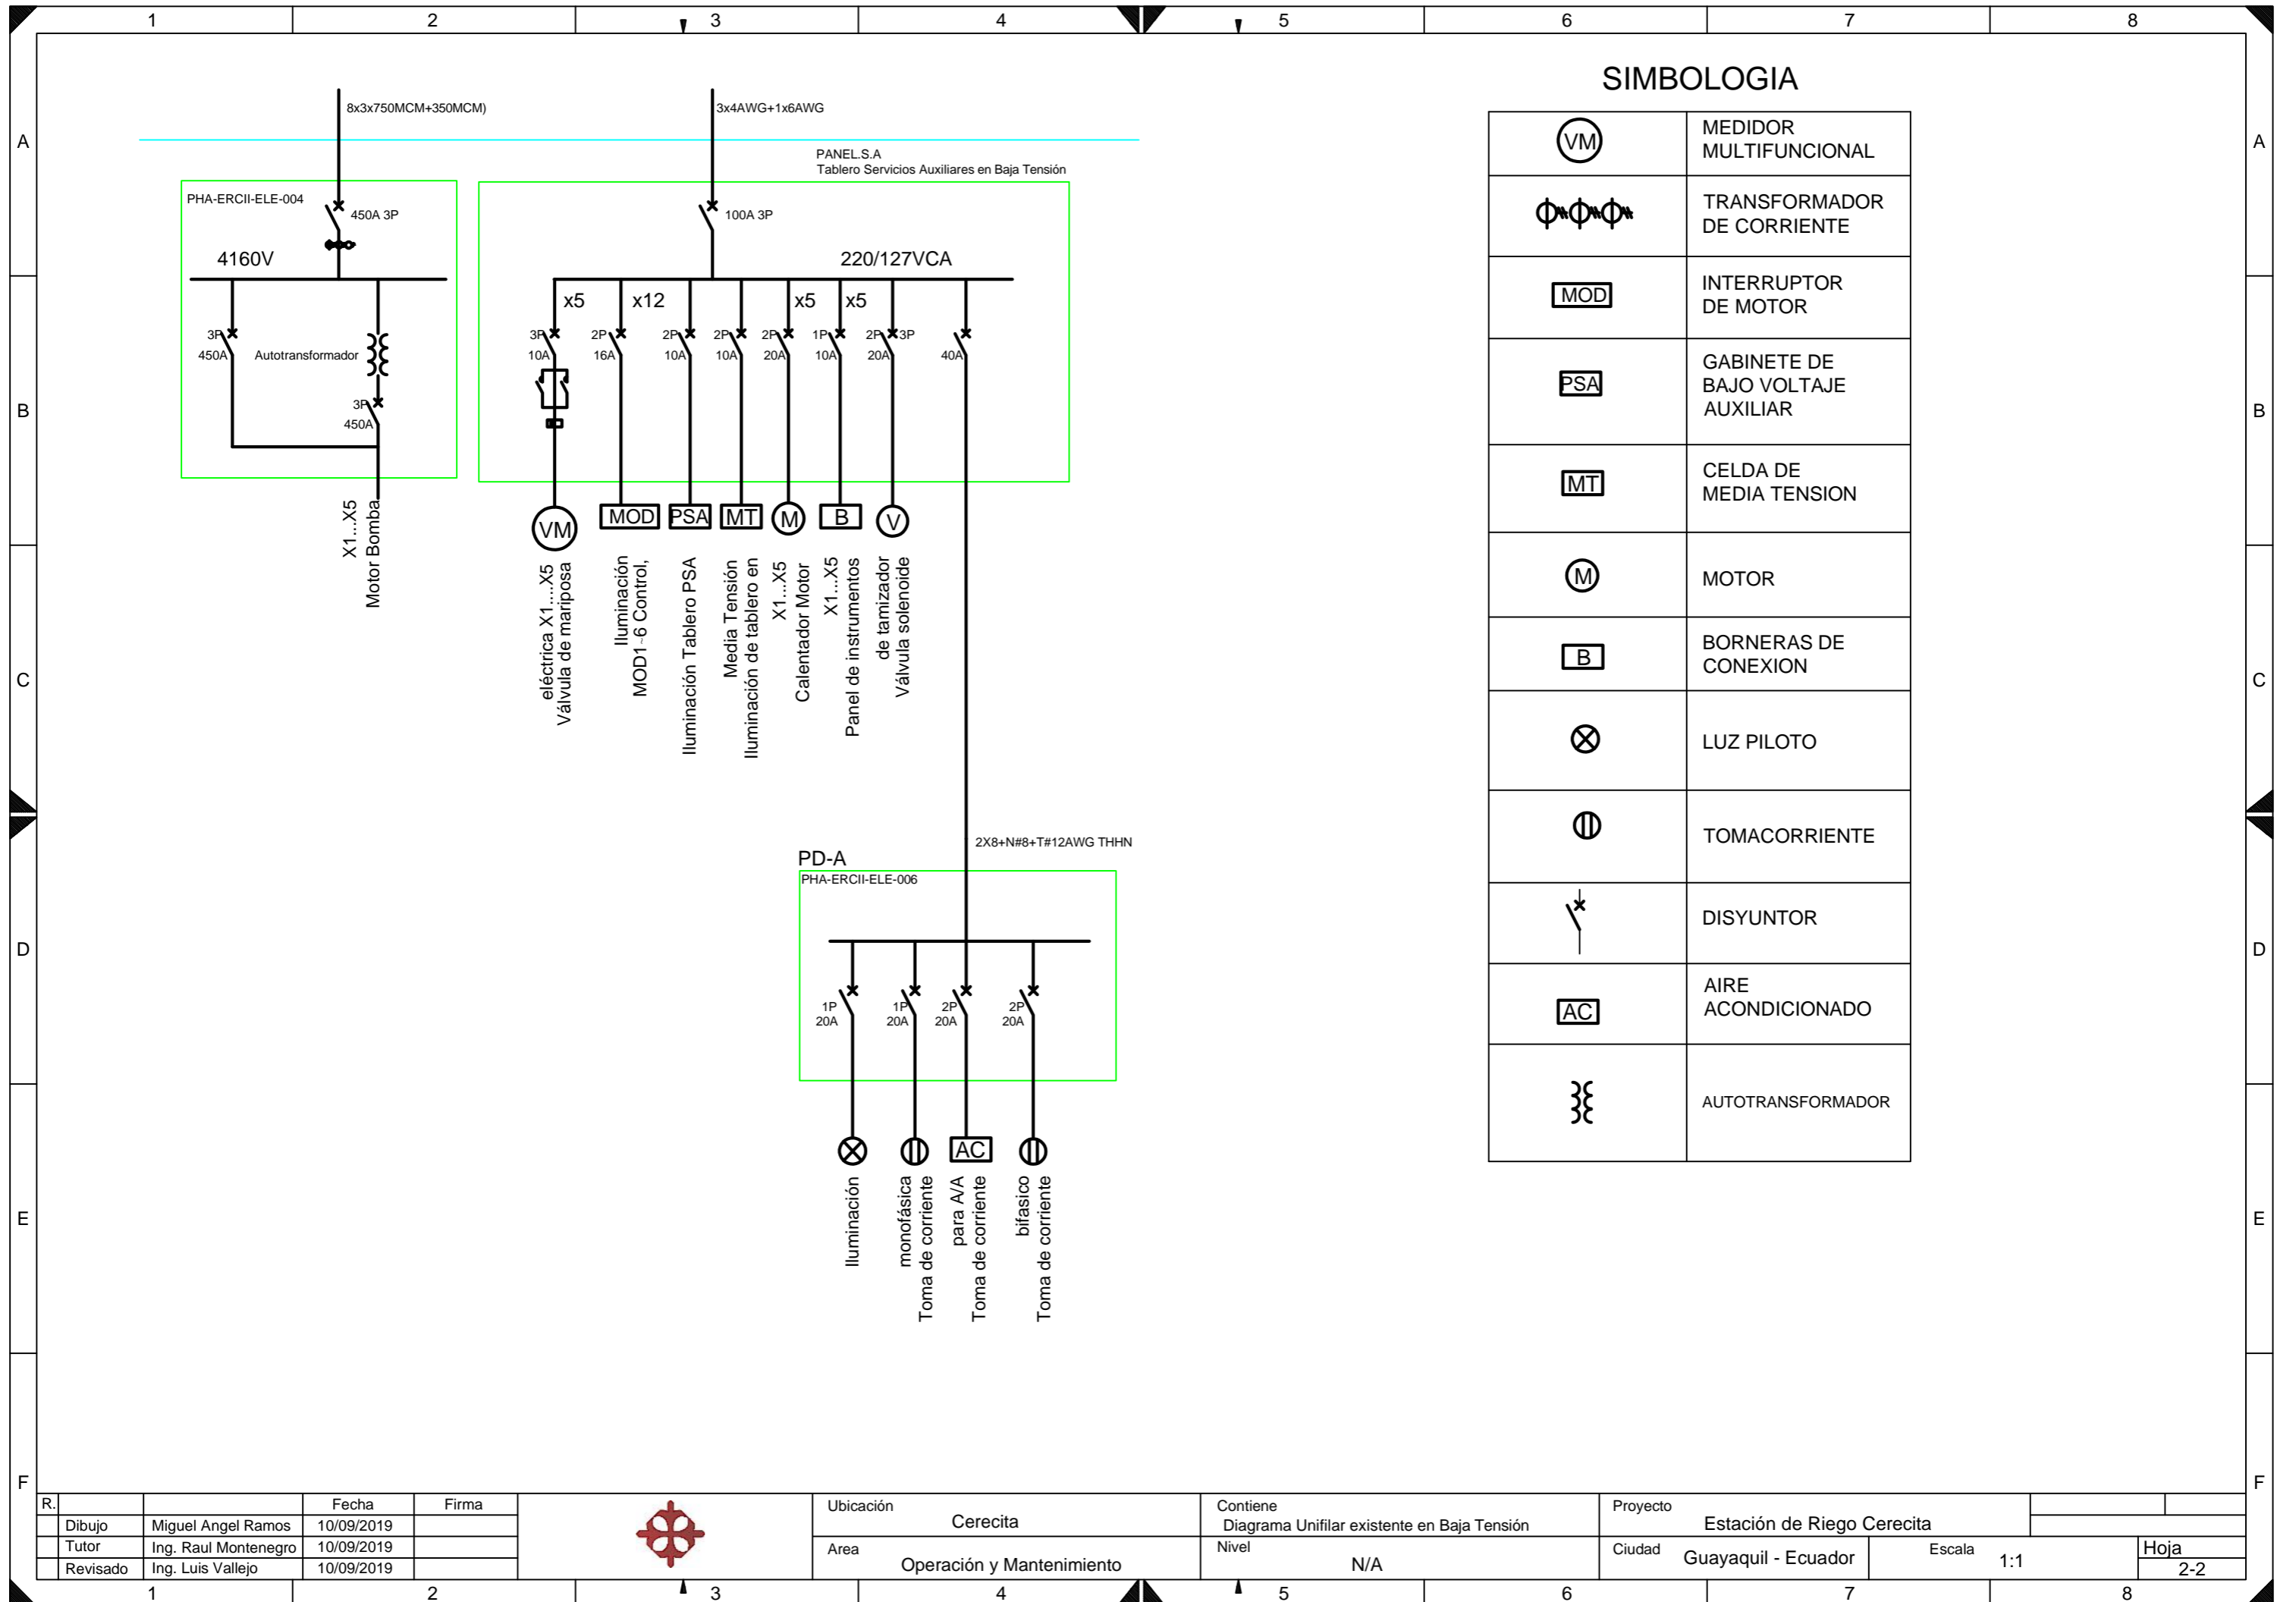 1 2 3 4 5 6 7 8
A
B
C
D
E
F
A
B
C
D
E
F
8x3x750MCM+350MCM)
3x4AWG+1x6AWG
PANEL.S.A
Tablero Servicios Auxiliares en Baja Tensión
PHA-ERCII-ELE-004
450A 3P
4160V
3P
450A
Autotransformador
3P
450A
X1...X5
Motor Bomba
100A 3P
220/127VCA
x5
x12
x5
x5
3P
10A
2P
16A
2P
10A
2P
10A
2P
20A
1P
10A
2P
3P
20A
40A
VM
MOD
PSA
MT
M
B
V
eléctrica X1....X5
Válvula de mariposa
Iluminación
MOD1~6 Control,
Iluminación Tablero PSA
Media Tensión
Iluminación de tablero en
X1...X5
Calentador Motor
X1...X5
Panel de instrumentos
de tamizador
Válvula solenoide
2X8+N#8+T#12AWG THHN
PD-A
PHA-ERCII-ELE-006
1P
20A
1P
20A
2P
20A
2P
20A
AC
Iluminación
monofásica
Toma de corriente
para A/A
Toma de corriente
bifasico
Toma de corriente
SIMBOLOGIA
VM
MEDIDOR
MULTIFUNCIONAL
TRANSFORMADOR
DE CORRIENTE
MOD
INTERRUPTOR
DE MOTOR
PSA
GABINETE DE
BAJO VOLTAJE
AUXILIAR
MT
CELDA DE
MEDIA TENSION
M
MOTOR
B
BORNERAS DE
CONEXION
LUZ PILOTO
TOMACORRIENTE
DISYUNTOR
AC
AIRE
ACONDICIONADO
AUTOTRANSFORMADOR
R. Fecha Firma
Dibujo Miguel Angel Ramos 10/09/2019
Tutor Ing. Raul Montenegro 10/09/2019
Revisado Ing. Luis Vallejo 10/09/2019
Ubicación
Cerecita
Area
Operación y Mantenimiento
Contiene
Diagrama Unifilar existente en Baja Tensión
Nivel
N/A
Proyecto
Estación de Riego Cerecita
Ciudad
Guayaquil - Ecuador
Escala
1:1
Hoja
2-2
1 2 3 4 5 6 7 8